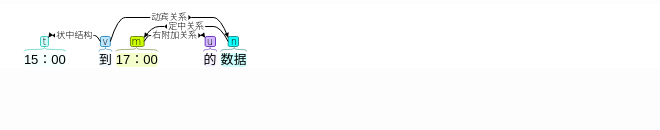 动宾关系
定中关系
状中结构 右附加关系
t v m u n
15：00 到 17：00 的 数据